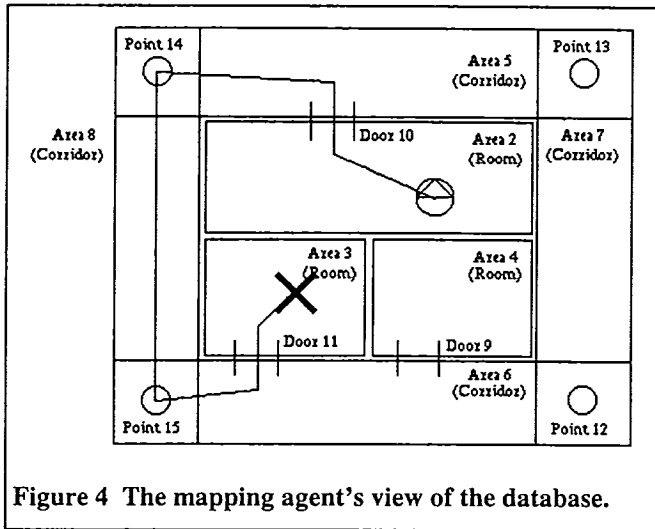 Point 14
Area 5
(Corridor)
Point 13
Area 8
(Corridor)
Door 10
Area 2
(Room)
Area 7
(Corridor)
Area 3
(Room)
Area 4
(Room)
Door 11
Door 9
Area 6
(Corridor)
Point 15
Point 12
Figure 4 The mapping agent's view of the database.